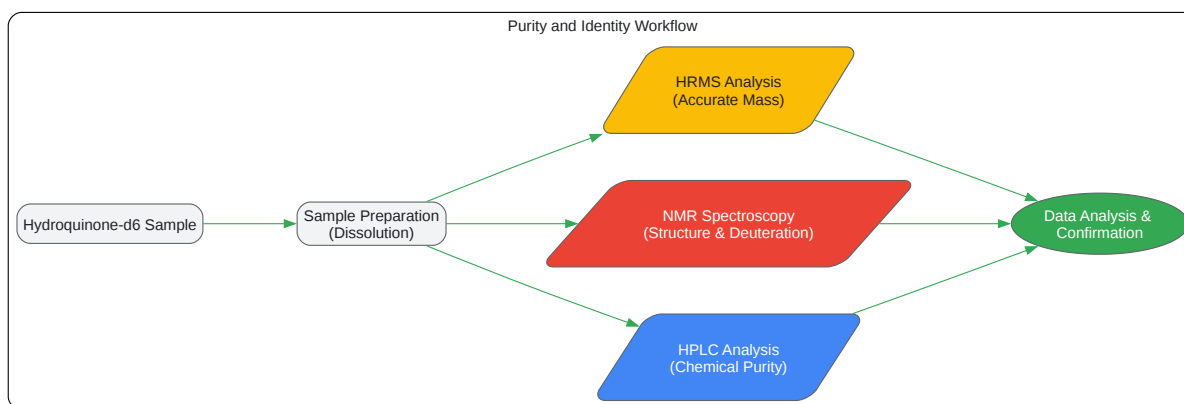 Purity and Identity Workflow
Hydroquinone-d6 Sample
Sample Preparation
(Dissolution)
HRMS Analysis
(Accurate Mass)
NMR Spectroscopy
(Structure & Deuteration)
HPLC Analysis
(Chemical Purity)
Data Analysis &
Confirmation